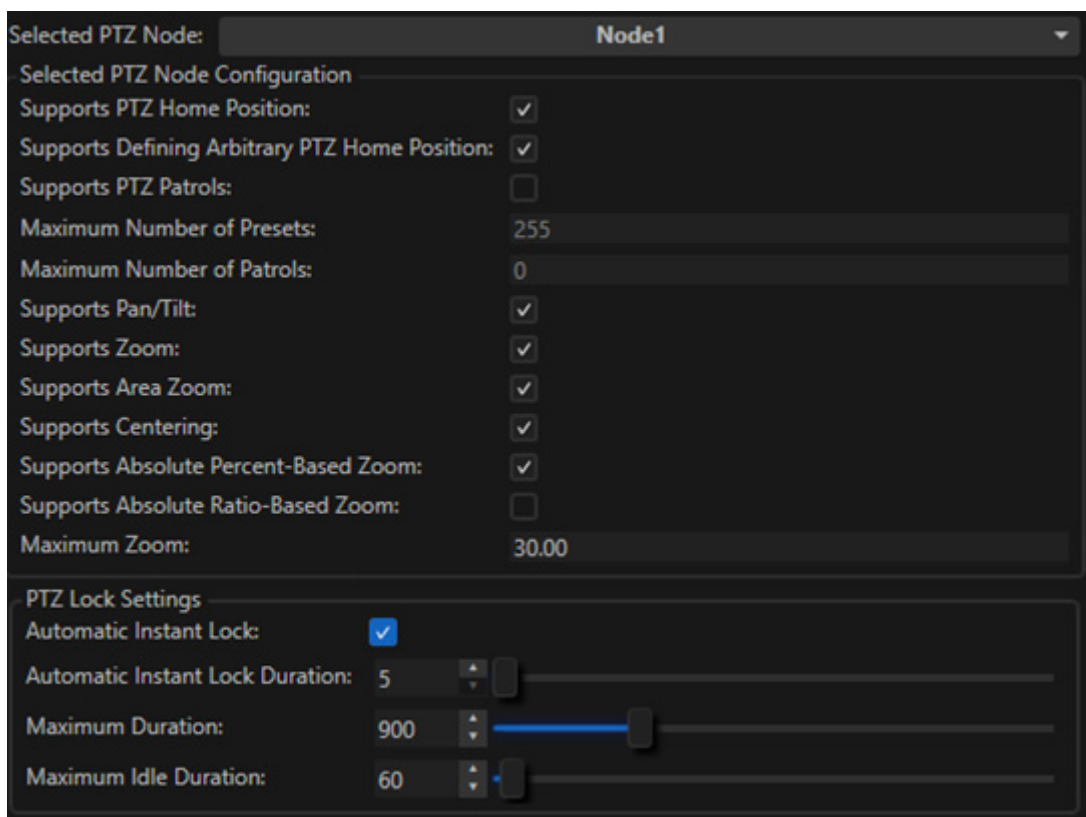 Selected PTZ Node: Node1
Selected PTZ Node Configuration
Supports PTZ Home Position:
Supports Defining Arbitrary PTZ Home Position:
Supports PTZ Patrols:
Maximum Number of Presets: 255
Maximum Number of Patrols: 0
Supports Pan/Tilt:
Supports Zoom:
Supports Area Zoom:
Supports Centering:
Supports Absolute Percent-Based Zoom:
Supports Absolute Ratio-Based Zoom:
Maximum Zoom: 30.00
PTZ Lock Settings
Automatic Instant Lock:
Automatic Instant Lock Duration: 5
Maximum Duration: 900
Maximum Idle Duration: 60